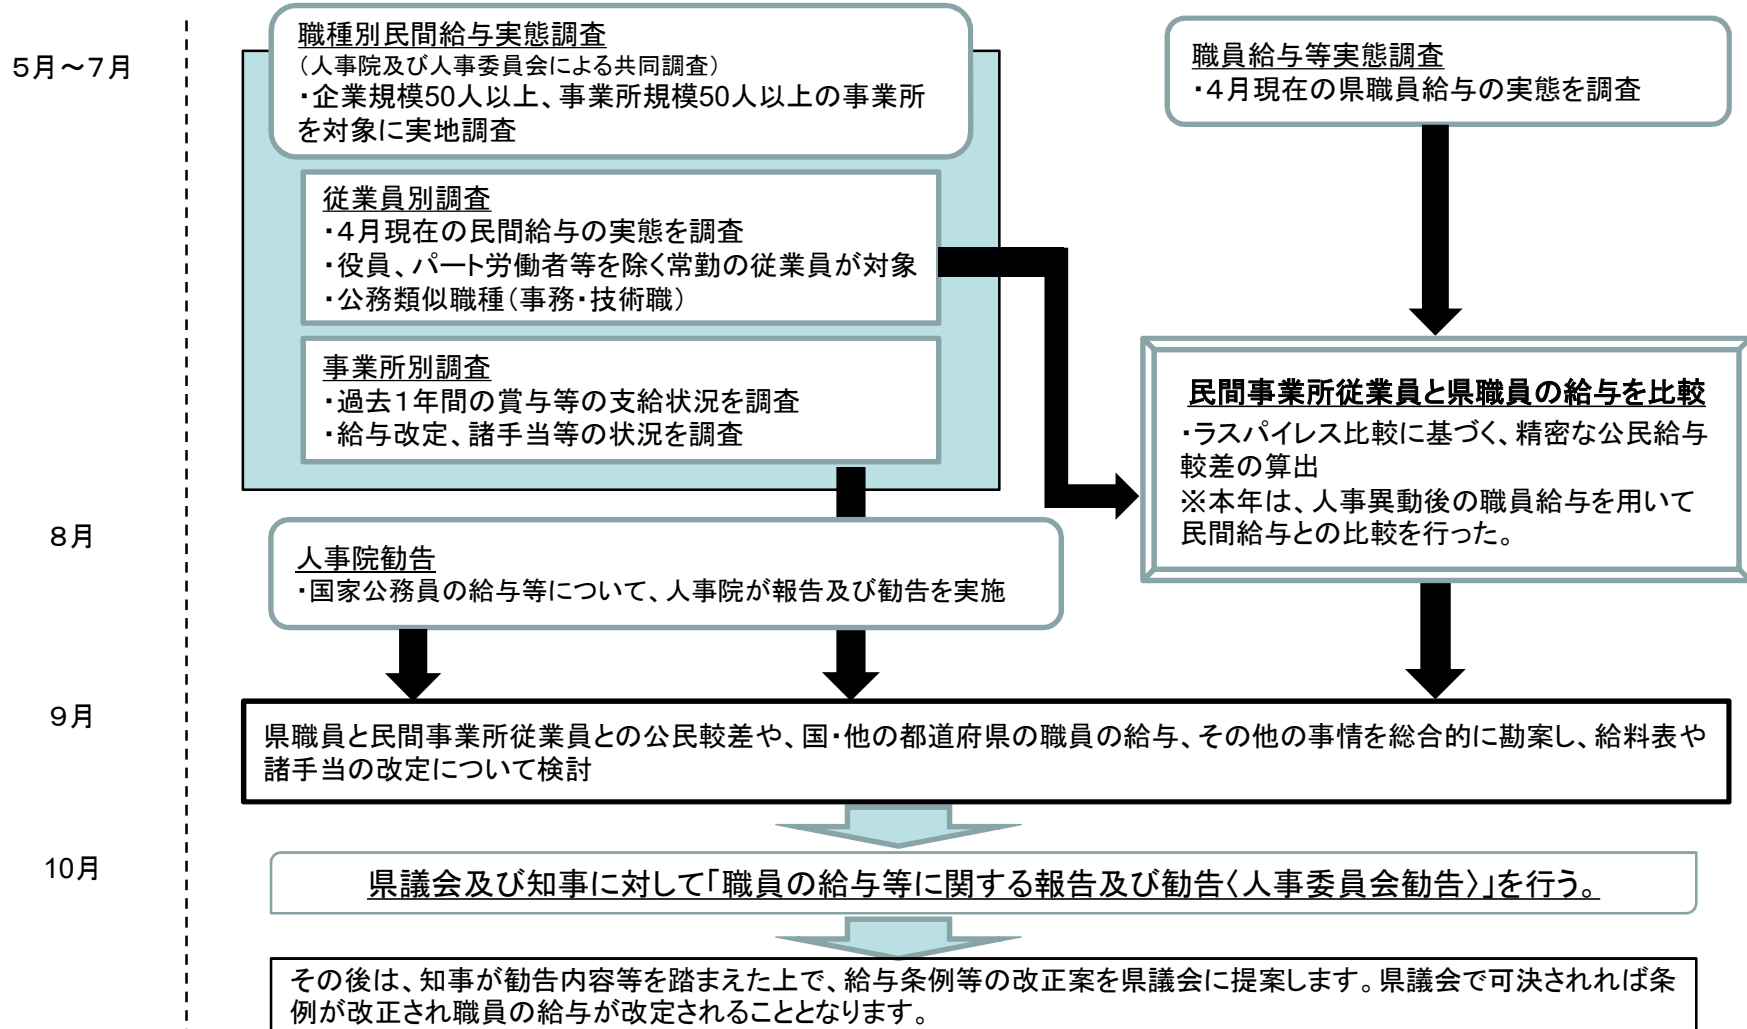 5月～7月
職種別民間給与実態調査
（人事院及び人事委員会による共同調査）
・企業規模50人以上、事業所規模50人以上の事業所
を対象に実地調査
職員給与等実態調査
・４月現在の県職員給与の実態を調査
従業員別調査
・４月現在の民間給与の実態を調査
・役員、パート労働者等を除く常勤の従業員が対象
・公務類似職種（事務・技術職）
事業所別調査
・過去１年間の賞与等の支給状況を調査
・給与改定、諸手当等の状況を調査
民間事業所従業員と県職員の給与を比較
・ラスパイレス比較に基づく、精密な公民給与
較差の算出
※本年は、人事異動後の職員給与を用いて
民間給与との比較を行った。
８月
人事院勧告
・国家公務員の給与等について、人事院が報告及び勧告を実施
９月
県職員と民間事業所従業員との公民較差や、国・他の都道府県の職員の給与、その他の事情を総合的に勘案し、給料表や
諸手当の改定について検討
10月
県議会及び知事に対して「職員の給与等に関する報告及び勧告〈人事委員会勧告〉」を行う。
その後は、知事が勧告内容等を踏まえた上で、給与条例等の改正案を県議会に提案します。県議会で可決されれば条
例が改正され職員の給与が改定されることとなります。